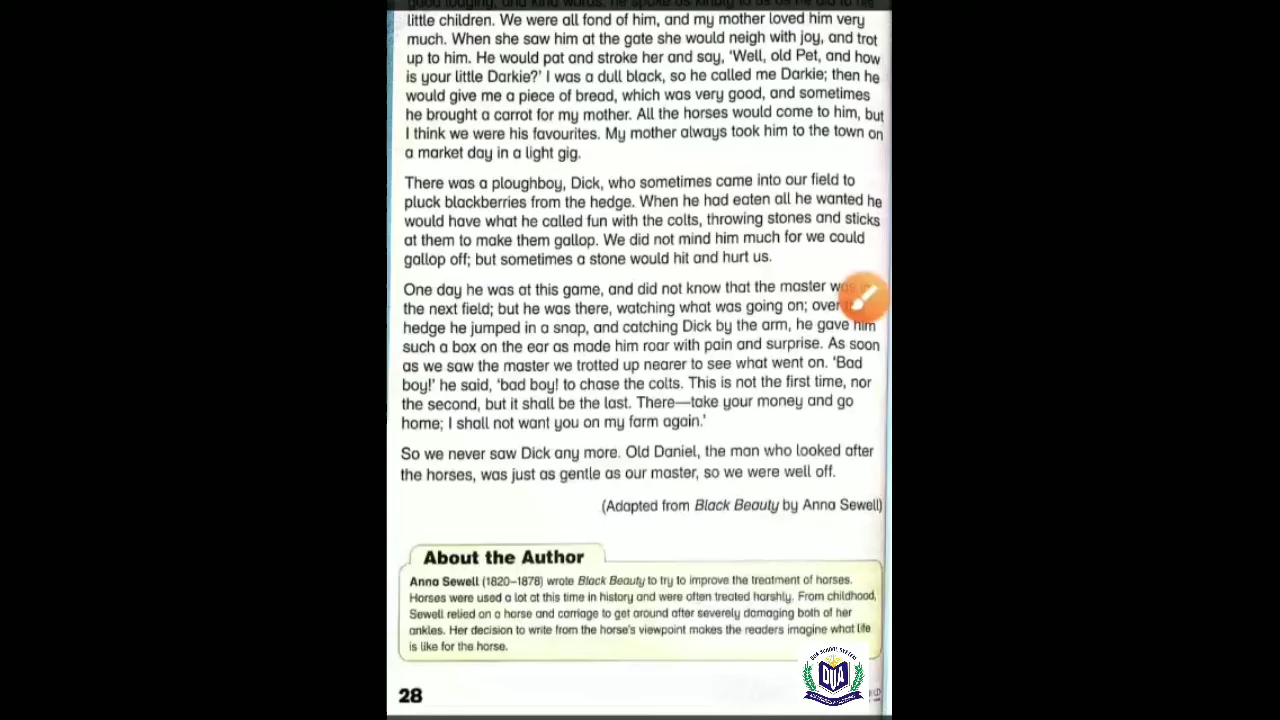 good lodging, and kind words; he spoke as kindly to us as he did to his
little children. We were all fond of him, and my mother loved him very
much. When she saw him at the gate she would neigh with joy, and trot
up to him. He would pat and stroke her and say, ‘Well, old Pet, and how
is your little Darkie?’ I was a dull black, so he called me Darkie; then he
would give me a piece of bread, which was very good, and sometimes
he brought a carrot for my mother. All the horses would come to him, but
I think we were his favourites. My mother always took him to the town on
a market day in a light gig.
There was a ploughboy, Dick, who sometimes came into our field to
pluck blackberries from the hedge. When he had eaten all he wanted he
would have what he called fun with the colts, throwing stones and sticks
at them to make them gallop. We did not mind him much for we could
gallop off; but sometimes a stone would hit and hurt us.
One day he was at this game, and did not know that the master
the next field; but he was there, watching what was going on; over
hedge he jumped in a snap, and catching Dick by the arm, he gave him
such a box on the ear as made him roar with pain and surprise. As soon
as we saw the master we trotted up nearer to see what went on. ‘Bad
boy!’ he said, ‘bad boy! to chase the colts. This is not the first time, nor
the second, but it shall be the last. There—take your money and go
home; I shall not want you on my farm again.’
So we never saw Dick any more. Old Daniel, the man who looked after
the horses, was just as gentle as our master, so we were well off.
(Adapted from Black Beauty by Anna Sewell)
About the Author
Anna Sewell (1820–1878) wrote Black Beauty to try to improve the treatment of horses.
Horses were used a lot at this time in history and were often treated harshly. From childhood,
Sewell relied on a horse and carriage to get around after severely damaging both of her
ankles. Her decision to write from the horse's viewpoint makes the readers imagine what life
is like for the horse.
DUA SCHOOL SYSTEM
DUA
28